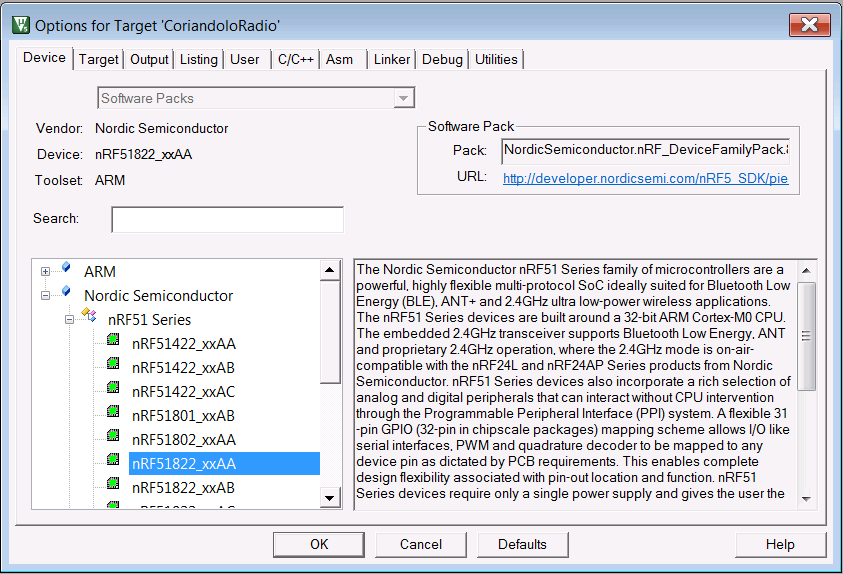 Options for Target 'CoriandoloRadio'
Device Target Output Listing User C/C++ Asm Linker Debug Utilities
Software Packs
Vendor: Nordic Semiconductor
Device: nRF51822_xxAA
Toolset: ARM
Search:
Software Pack
Pack: NordicSemiconductor.nRF_DeviceFamilyPack.
URL: http://developer.nordicsemi.com/nRF5_SDK/pie
ARM
Nordic Semiconductor
nRF51 Series
nRF51422_xxAA
nRF51422_xxAB
nRF51422_xxAC
nRF51801_xxAB
nRF51802_xxAA
nRF51822_xxAA
nRF51822_xxAB
The Nordic Semiconductor nRF51 Series family of microcontrollers are a
powerful, highly flexible multi-protocol SoC ideally suited for Bluetooth Low
Energy (BLE), ANT+ and 2.4GHz ultra low-power wireless applications.
The nRF51 Series devices are built around a 32-bit ARM Cortex-M0 CPU.
The embedded 2.4GHz transceiver supports Bluetooth Low Energy, ANT
and proprietary 2.4GHz operation, where the 2.4GHz mode is on-air-
compatible with the nRF24L and nRF24AP Series products from Nordic
Semiconductor. nRF51 Series devices also incorporate a rich selection of
analog and digital peripherals that can interact without CPU intervention
through the Programmable Peripheral Interface (PPI) system. A flexible 31
-pin GPIO (32-pin in chipscale packages) mapping scheme allows I/O like
serial interfaces, PWM and quadrature decoder to be mapped to any
device pin as dictated by PCB requirements. This enables complete
design flexibility associated with pin-out location and function. nRF51
Series devices require only a single power supply and gives the user the
OK Cancel Defaults Help